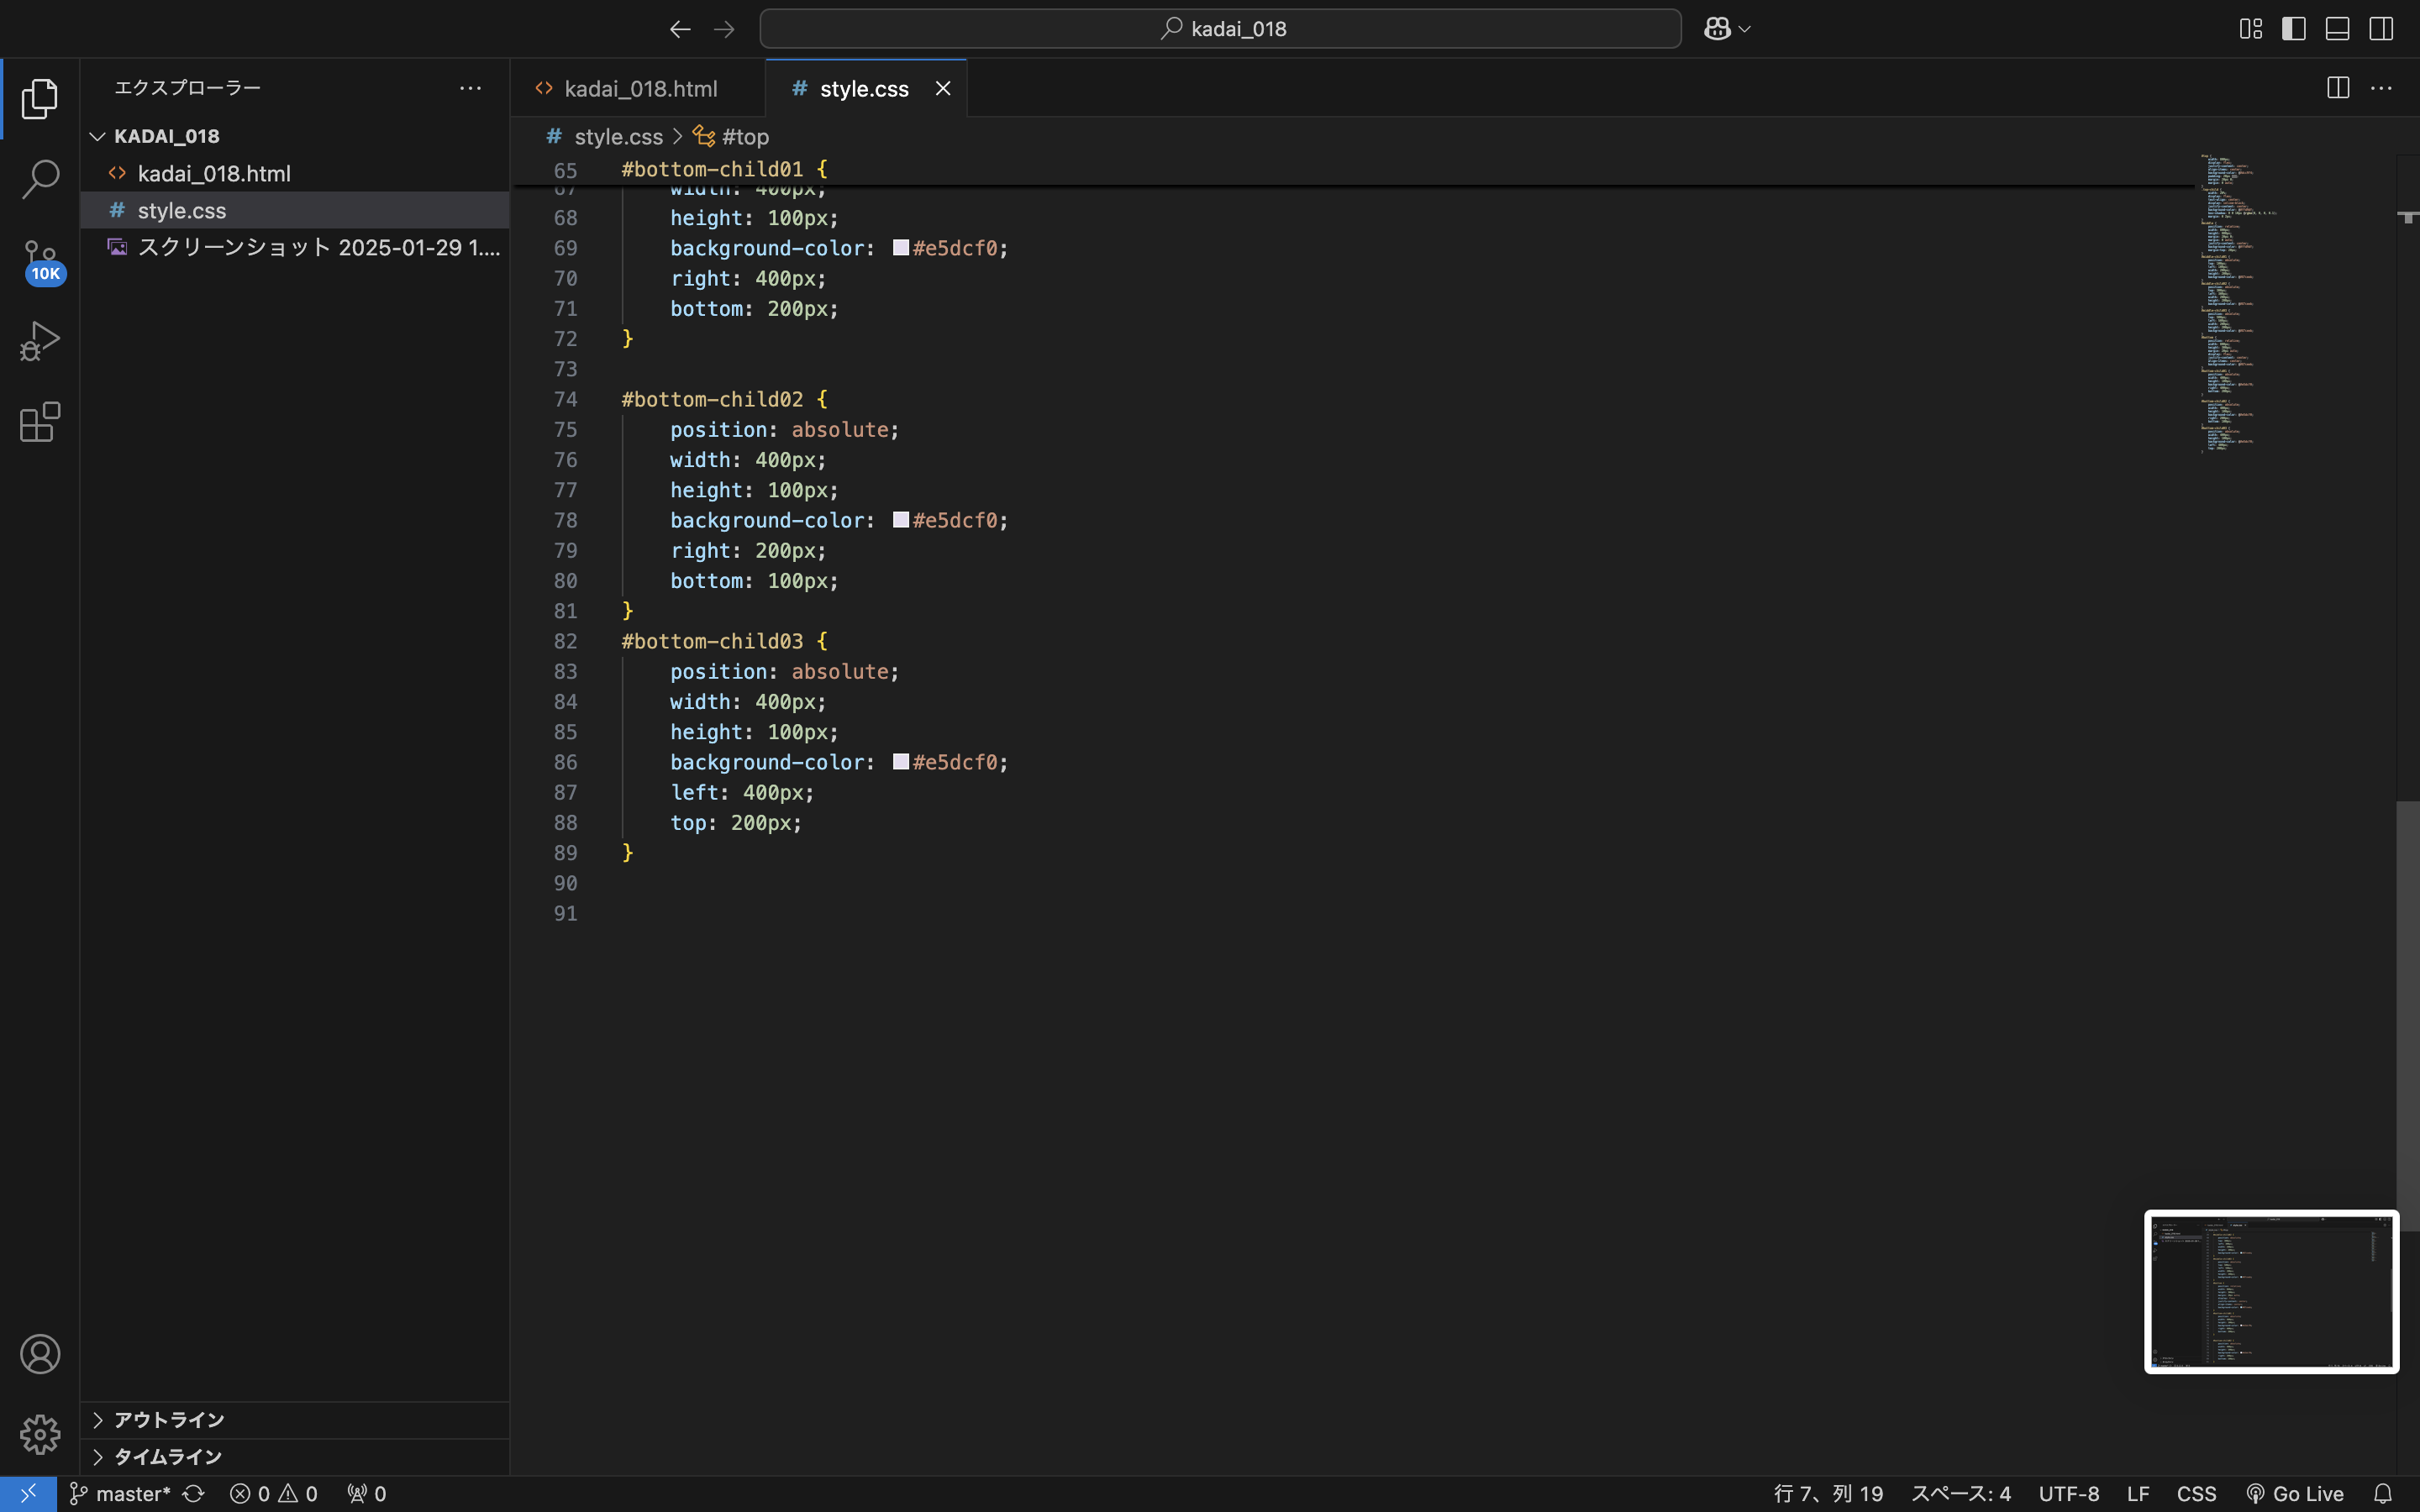 kadai_018
エクスプローラー
KADAI_018
kadai_018.html
style.css
スクリーンショット 2025-01-29 1....
10K
アウトライン
タイムライン
kadai_018.html
# style.css
# style.css > #top
65 #bottom-child01 {
67 width: 400px;
68 height: 100px;
69 background-color: #e5dcf0;
70 right: 400px;
71 bottom: 200px;
72 }
73
74 #bottom-child02 {
75 position: absolute;
76 width: 400px;
77 height: 100px;
78 background-color: #e5dcf0;
79 right: 200px;
80 bottom: 100px;
81 }
82 #bottom-child03 {
83 position: absolute;
84 width: 400px;
85 height: 100px;
86 background-color: #e5dcf0;
87 left: 400px;
88 top: 200px;
89 }
90
91
master* 0 0 0 行 7、列 19 スペース: 4 UTF-8 LF CSS Go Live